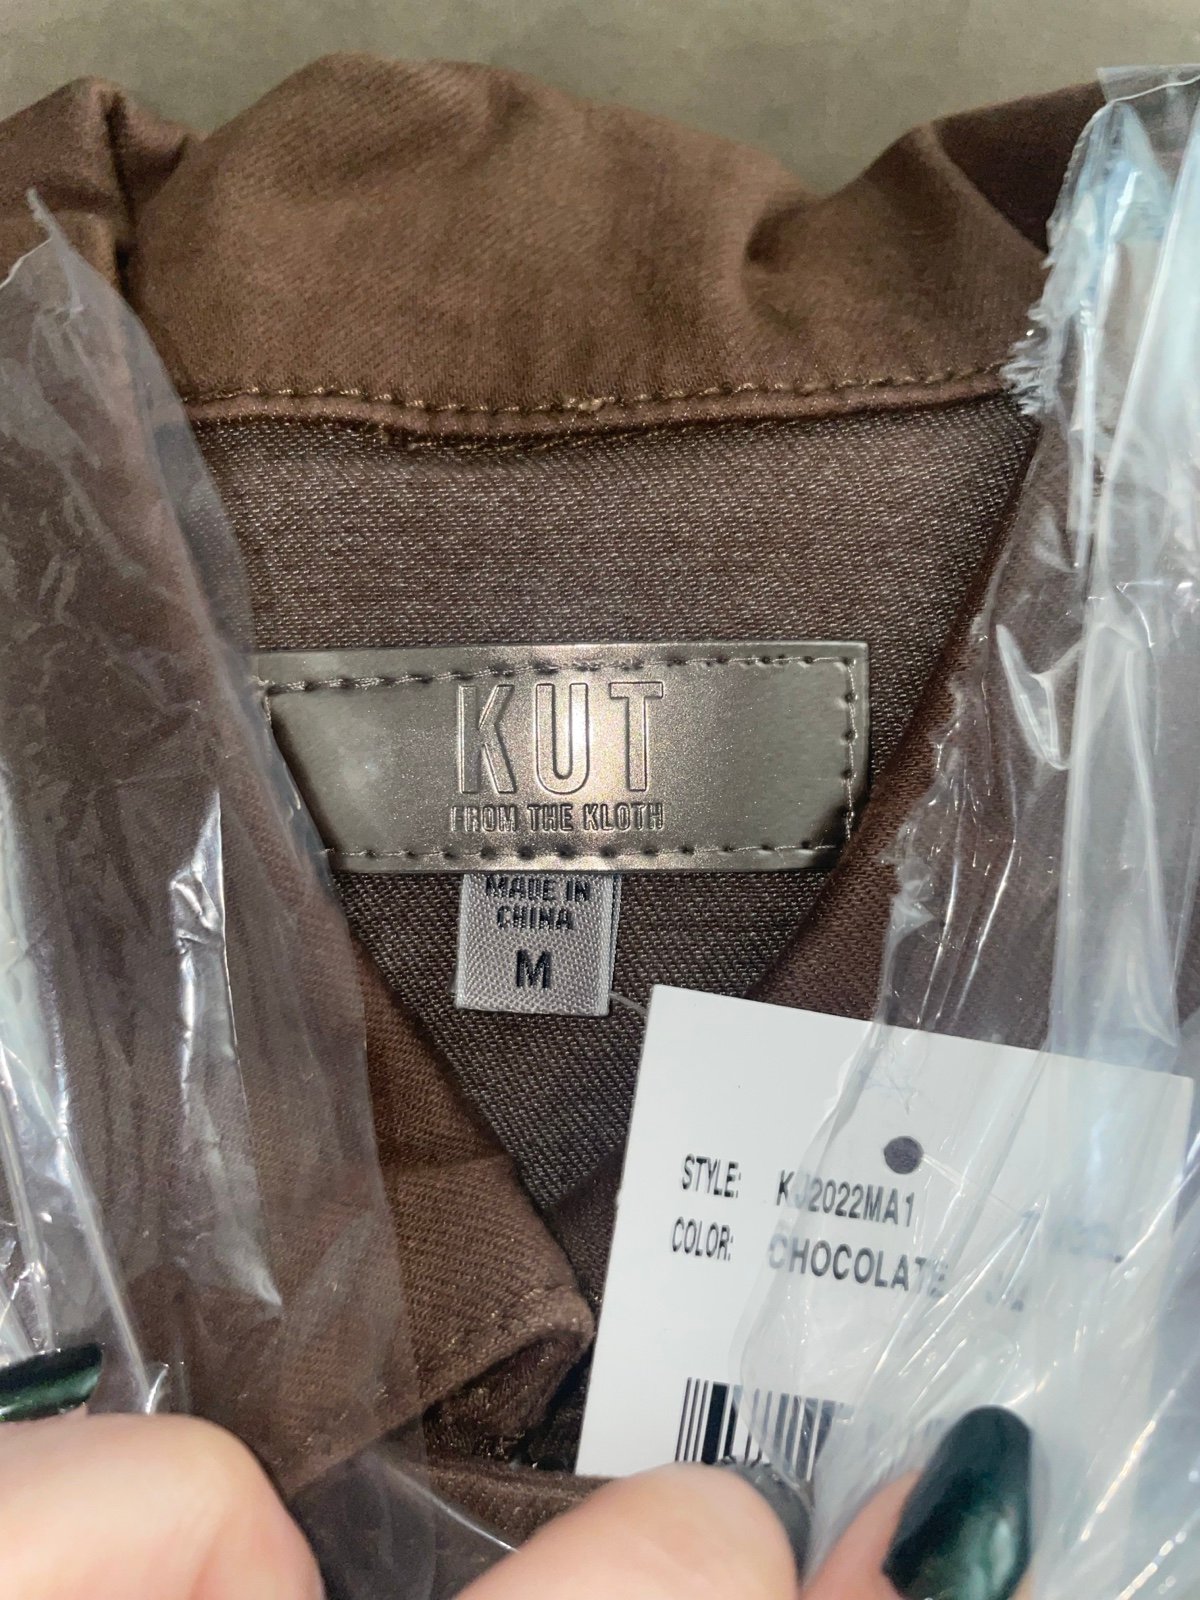 KUT
FROM THE KLOTH
MADE IN
CHINA
M
STYLE: KJ2022MA1
COLOR: CHOCOLATE